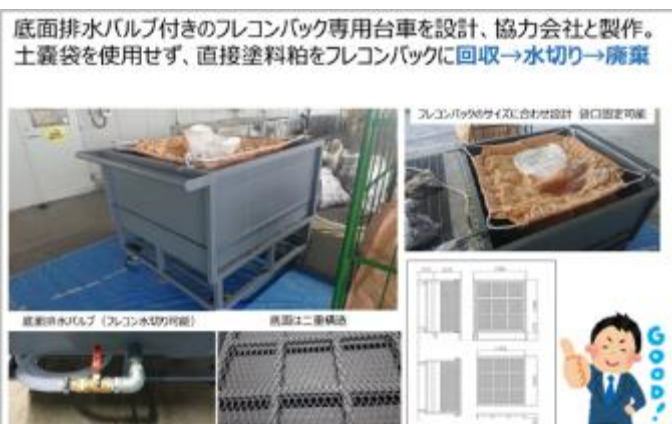 底面排水バルブ付きのフレコンバック専用台車を設計、協力会社と製作。
土嚢袋を使用せず、直接塗料粕をフレコンバックに回収→水切り→廃棄
フレコンバックのサイズに合わせ設計 袋口固定可能
底面排水バルブ（フレコン水切り可能）
底面は二重構造
GOOD!